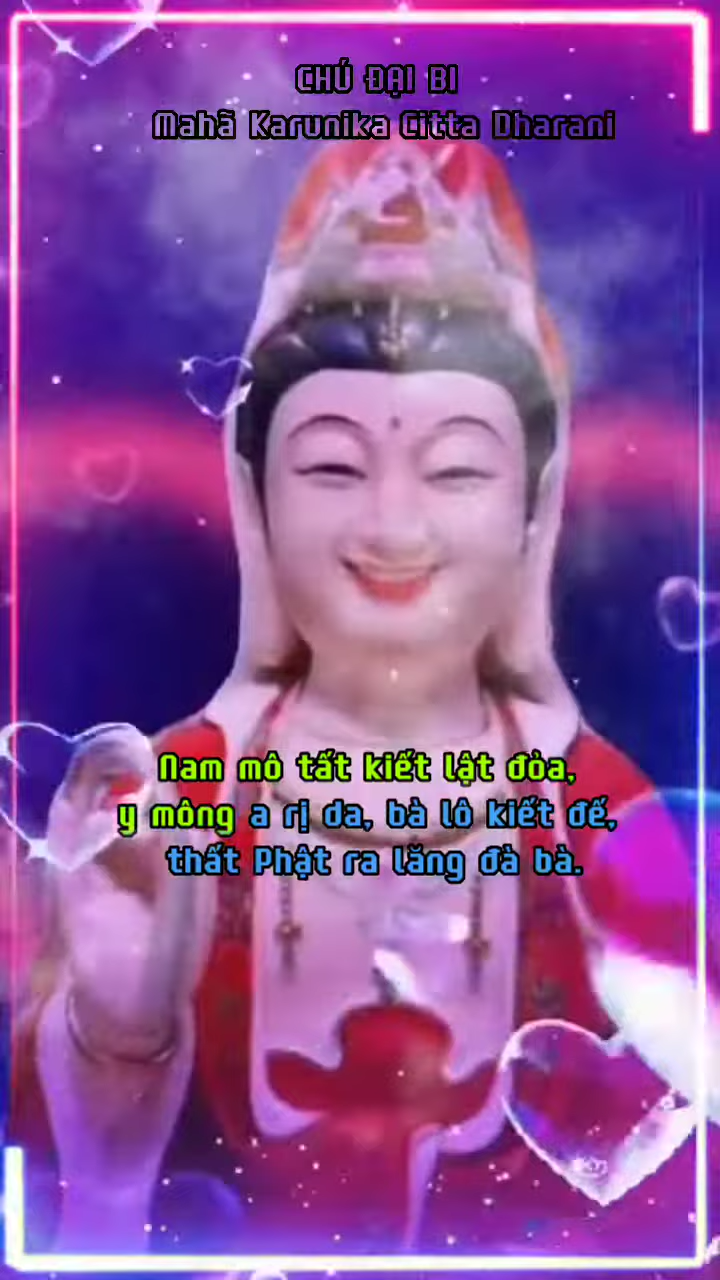 CHÚ ĐẠI BI
Mahã Karunika Citta Dharani
Nam mô tất kiết lật đỏa,
y mông a rị da, bà lô kiết đế,
thất Phật ra lăng đà bà.